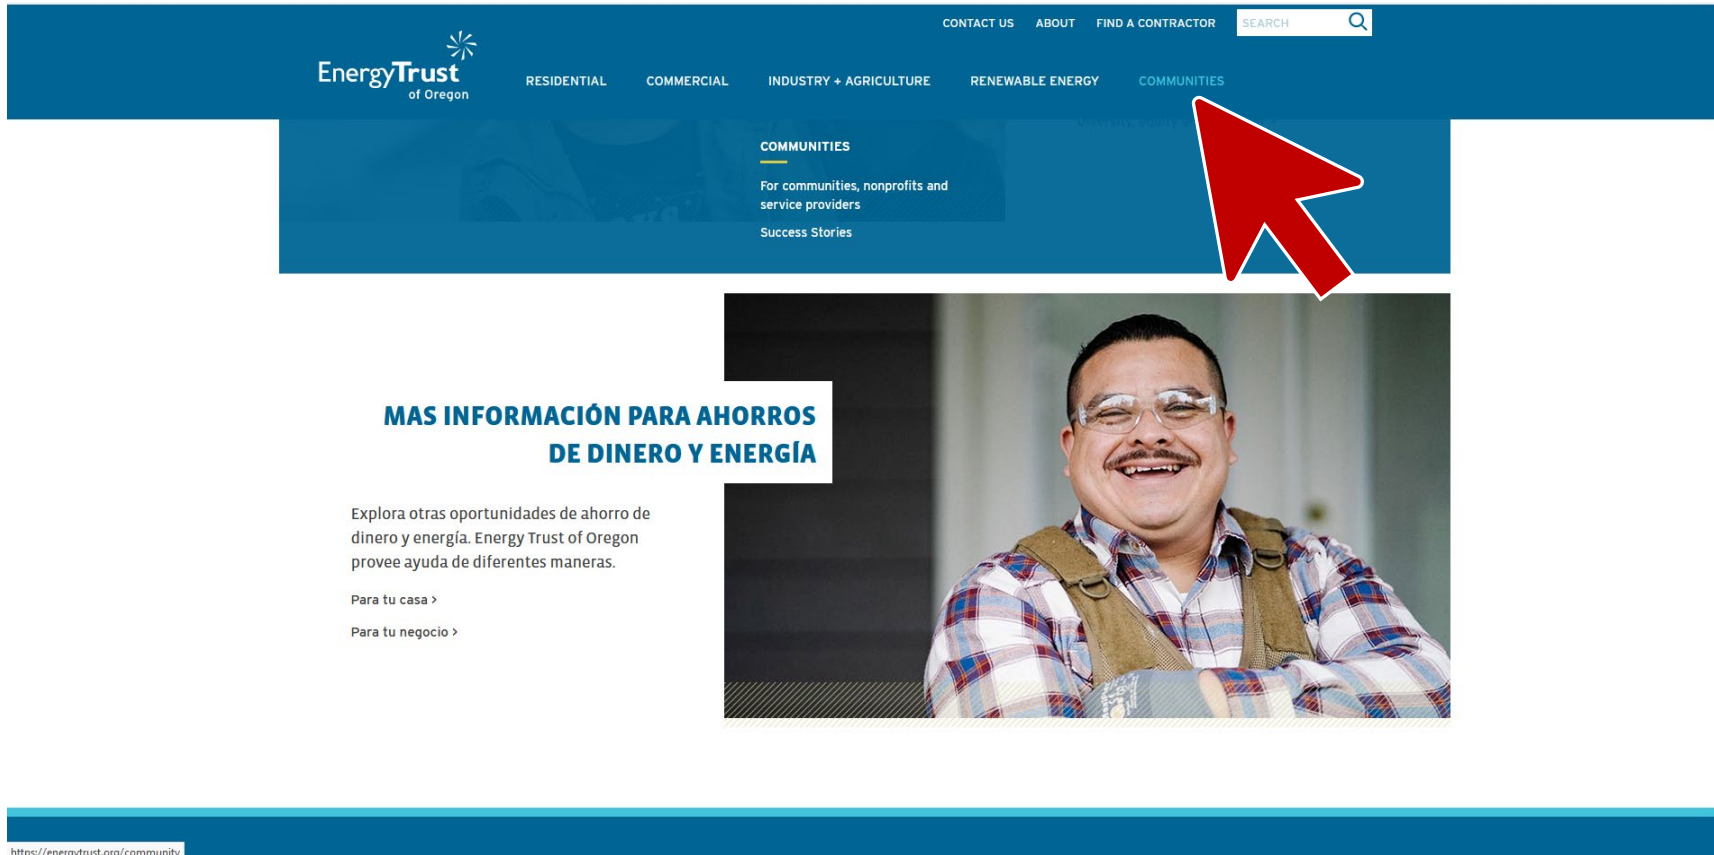 CONTACT US ABOUT FIND A CONTRACTOR SEARCH
EnergyTrust
of Oregon
RESIDENTIAL COMMERCIAL INDUSTRY + AGRICULTURE RENEWABLE ENERGY COMMUNITIES
COMMUNITIES
For communities, nonprofits and
service providers
Success Stories
MAS INFORMACIÓN PARA AHORROS
DE DINERO Y ENERGÍA
Explora otras oportunidades de ahorro de
dinero y energía. Energy Trust of Oregon
provee ayuda de diferentes maneras.
Para tu casa >
Para tu negocio >
https://energytrust.org/community